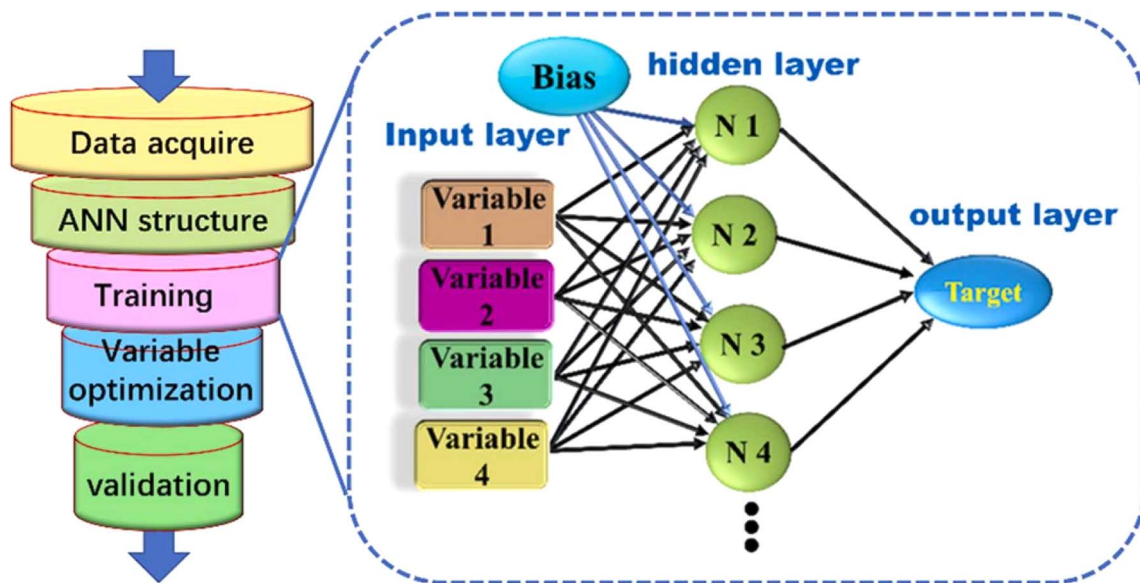 Data acquire
ANN structure
Training
Variable
optimization
validation
Bias
hidden layer
Input layer
Variable
1
Variable
2
Variable
3
Variable
4
N 1
N 2
N 3
N 4
output layer
Target